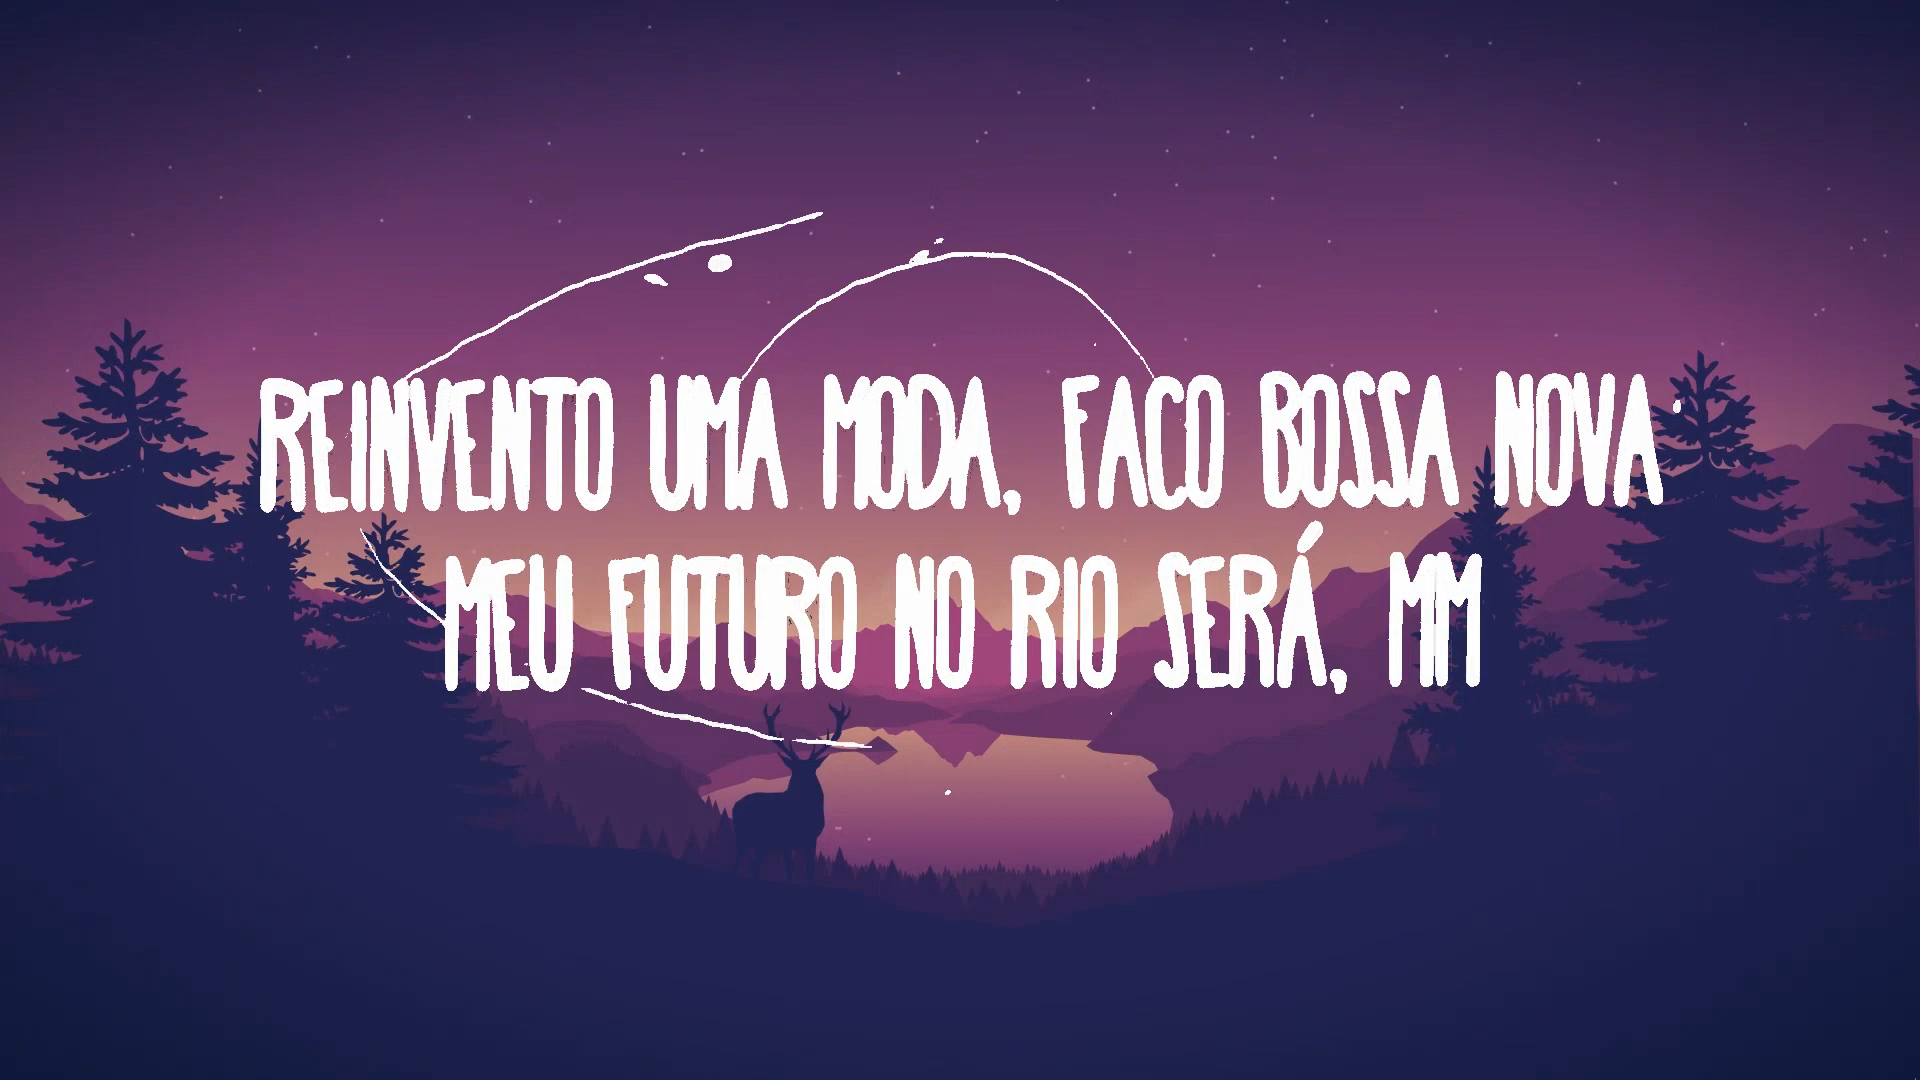 REINVENTO UMA MODA, FACO BOSSA NOVA
MEU FUTURO NO RIO SERÁ, MM